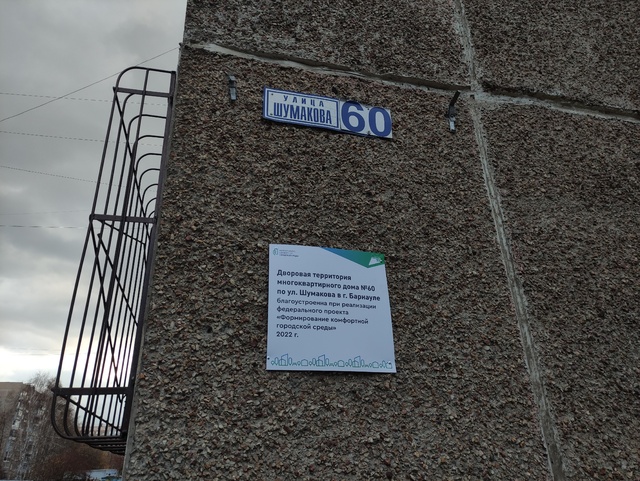 УЛИЦА
ШУМАКОВА
60
Дворовая территория
многоквартирного дома №60
по ул. Шумакова в г. Барнауле
благоустроена при реализации
федерального проекта
«Формирование комфортной
городской среды»
2022 г.